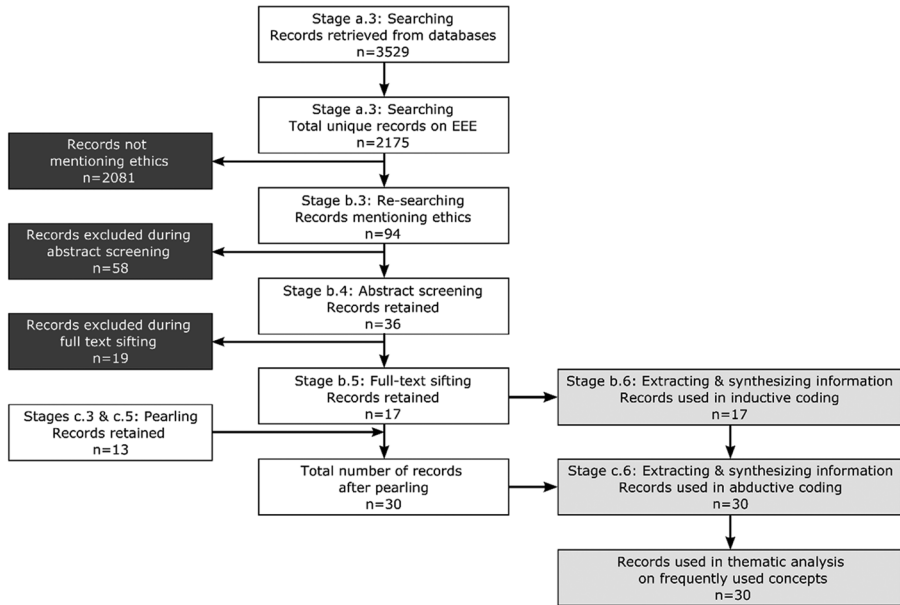 Stage a.3: Searching
Records retrieved from databases
n=3529
Stage a.3: Searching
Total unique records on EEE
n=2175
Records not
mentioning ethics
n=2081
Stage b.3: Re-searching
Records mentioning ethics
n=94
Records excluded during
abstract screening
n=58
Stage b.4: Abstract screening
Records retained
n=36
Records excluded during
full text sifting
n=19
Stage b.5: Full-text sifting
Records retained
n=17
Stage b.6: Extracting & synthesizing information
Records used in inductive coding
n=17
Stages c.3 & c.5: Pearling
Records retained
n=13
Total number of records
after pearling
n=30
Stage c.6: Extracting & synthesizing information
Records used in abductive coding
n=30
Records used in thematic analysis
on frequently used concepts
n=30